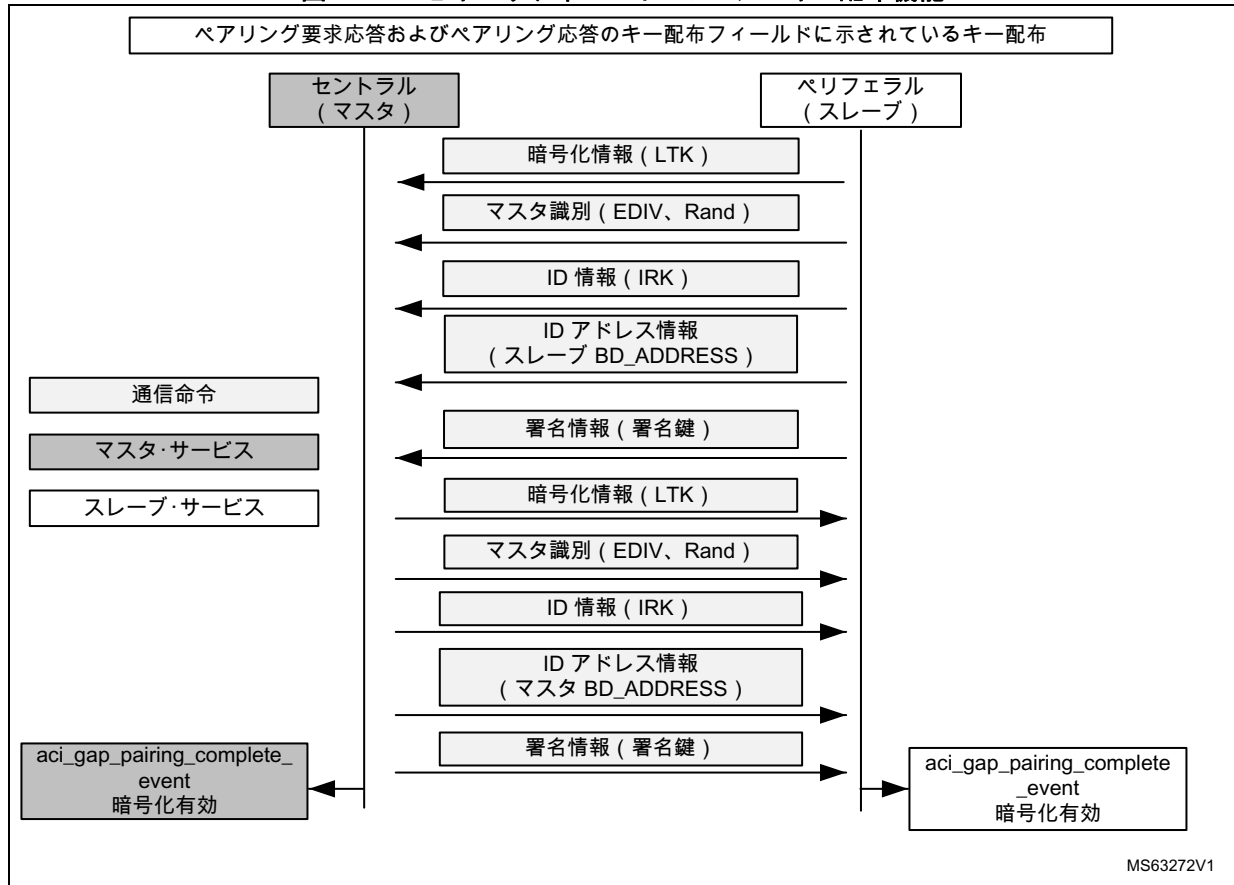 ペアリング要求応答およびペアリング応答のキー配布フィールドに示されているキー配布
セントラル
(マスタ)
ペリフェラル
(スレーブ)
暗号化情報(LTK)
マスタ識別(EDIV、Rand)
ID 情報(IRK)
ID アドレス情報
(スレーブ BD_ADDRESS)
通信命令
署名情報(署名鍵)
マスタ·サービス
暗号化情報(LTK)
スレーブ·サービス
マスタ識別(EDIV、Rand)
ID 情報(IRK)
ID アドレス情報
(マスタ BD_ADDRESS)
署名情報(署名鍵)
aci_gap_pairing_complete_
event
暗号化有効
aci_gap_pairing_complete
_event
暗号化有効
MS63272V1